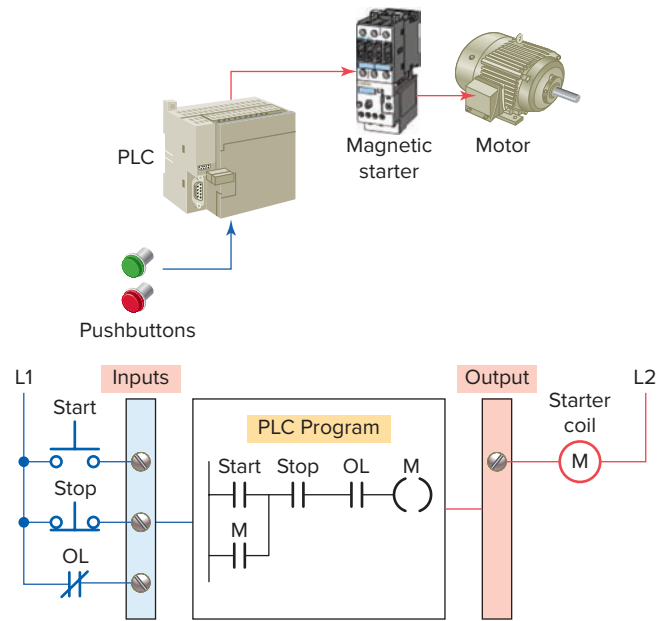 PLC
Magnetic
starter
Motor
Pushbuttons
L1
Inputs
Output
L2
Start
Starter
coil
PLC Program
Stop
Start Stop OL M
M
M
OL